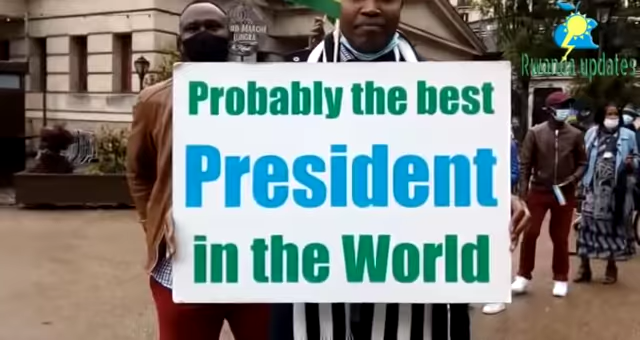 Rwanda updates
Probably the best
President
in the World